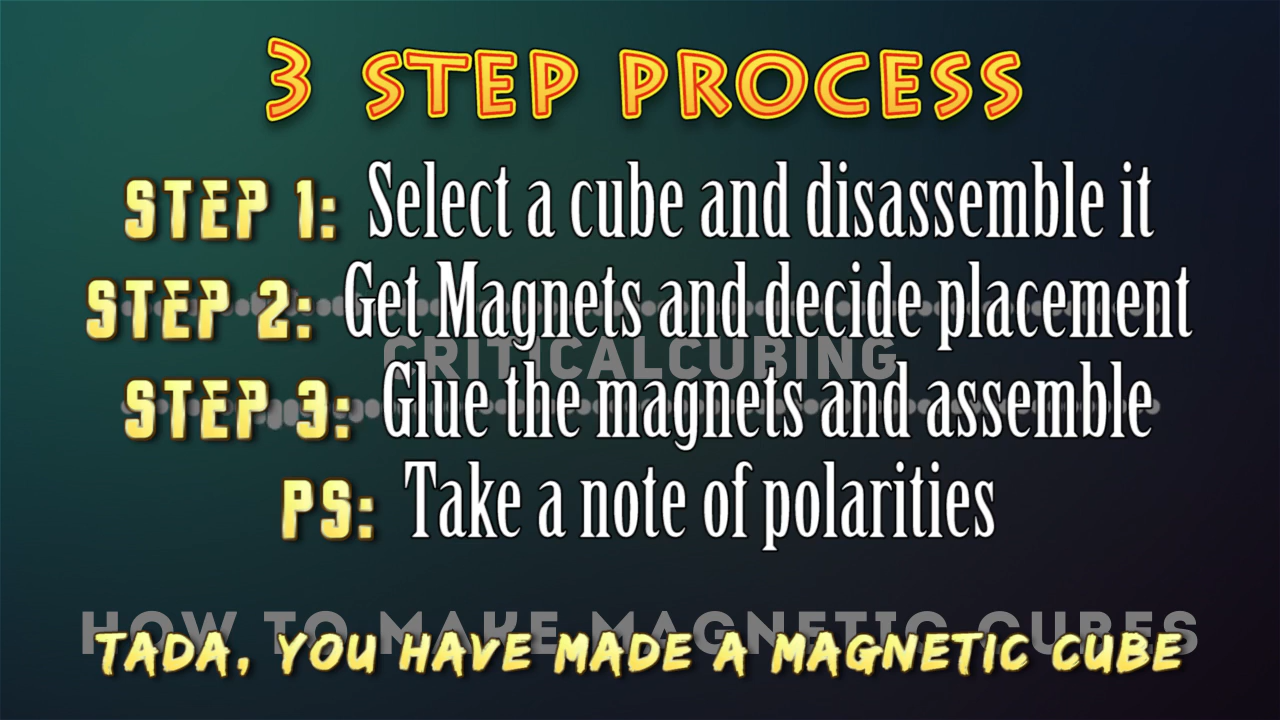 3 STEP PROCESS
STEP 1: Select a cube and disassemble it
STEP 2: Get Magnets and decide placement
CRITICALCUBING
STEP 3: Glue the magnets and assemble
PS: Take a note of polarities
HOW TO MAKE MAGNETIC CUBES
TADA, YOU HAVE MADE A MAGNETIC CUBE